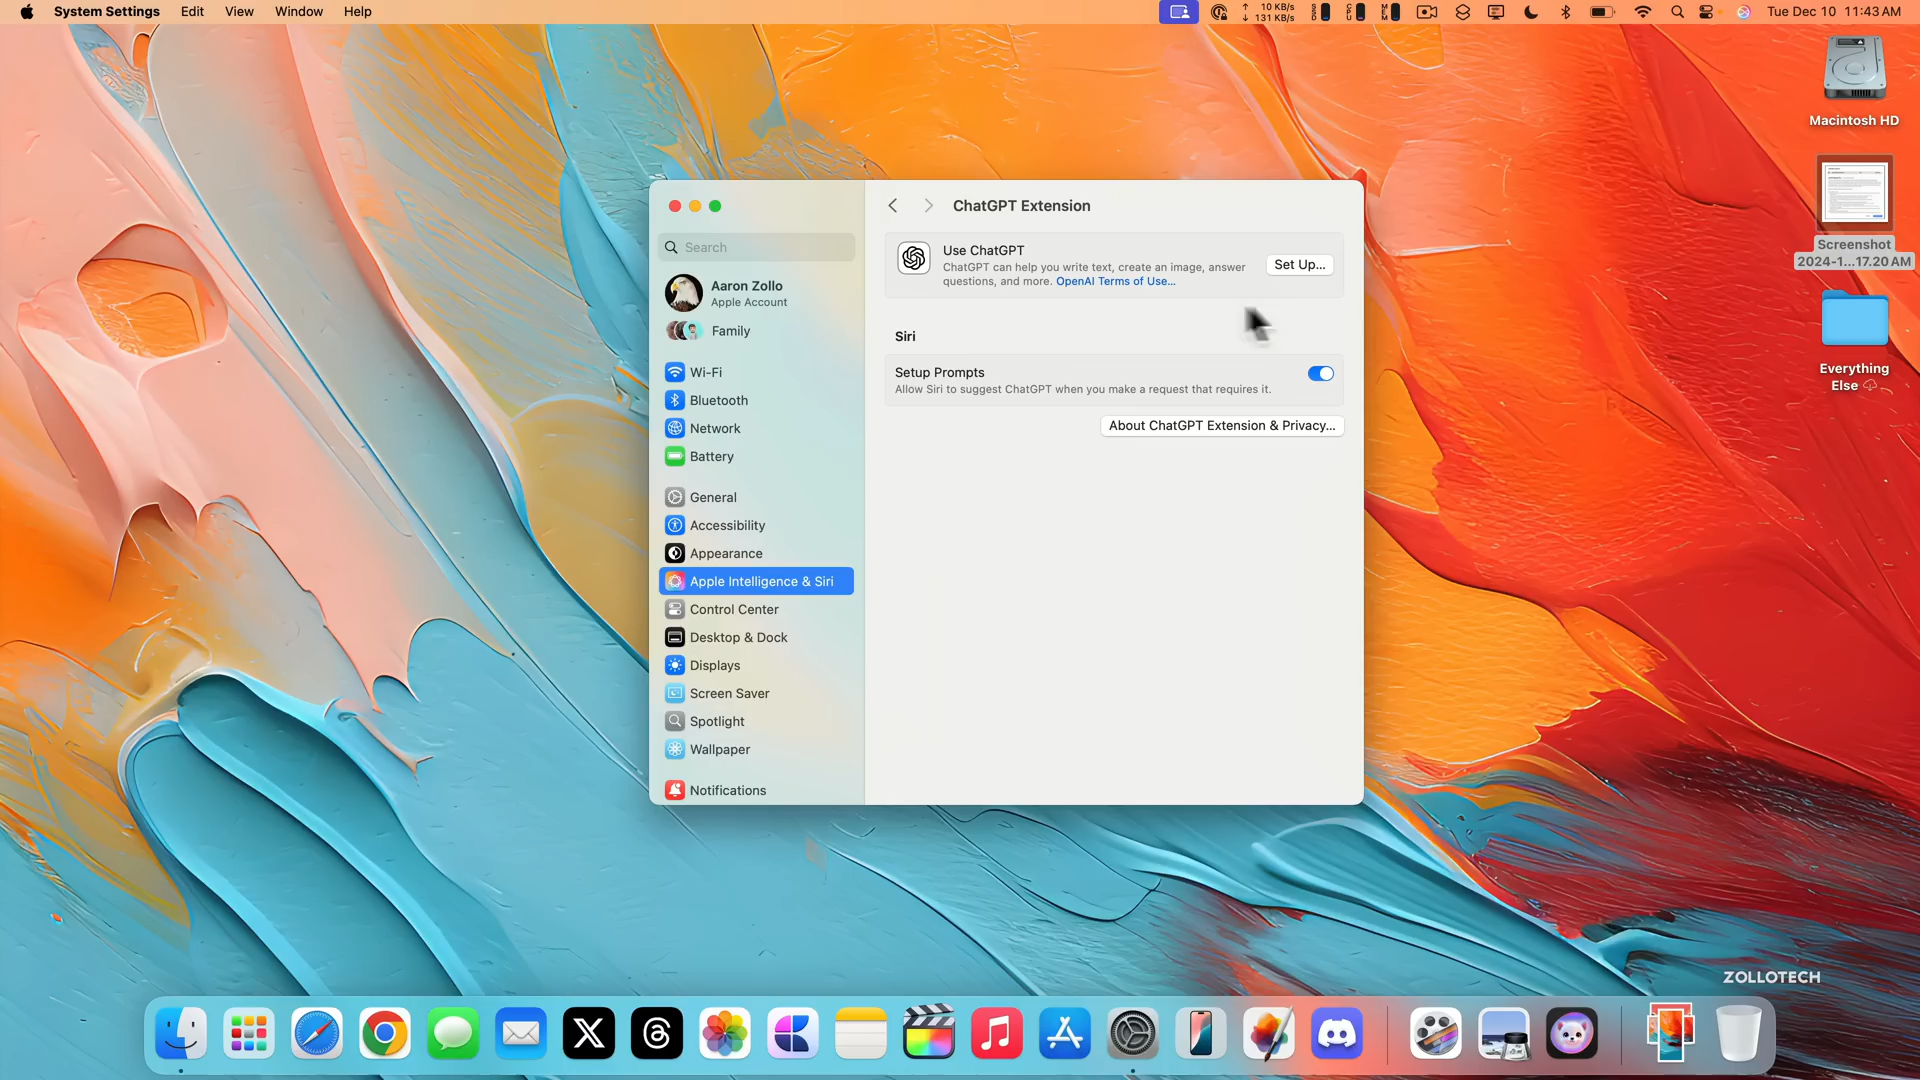 System Settings Edit View Window Help
10 KB/s
131 KB/s
SSD CPU MEM
Tue Dec 10 11:43 AM
Macintosh HD
Screenshot
2024-1...17.20 AM
Everything
Else
ChatGPT Extension
Search
Use ChatGPT
ChatGPT can help you write text, create an image, answer
questions, and more. OpenAI Terms of Use...
Set Up...
Aaron Zollo
Apple Account
Family
Siri
Setup Prompts
Allow Siri to suggest ChatGPT when you make a request that requires it.
About ChatGPT Extension & Privacy...
Wi-Fi
Bluetooth
Network
Battery
General
Accessibility
Appearance
Apple Intelligence & Siri
Control Center
Desktop & Dock
Displays
Screen Saver
Spotlight
Wallpaper
Notifications
ZOLLOTECH